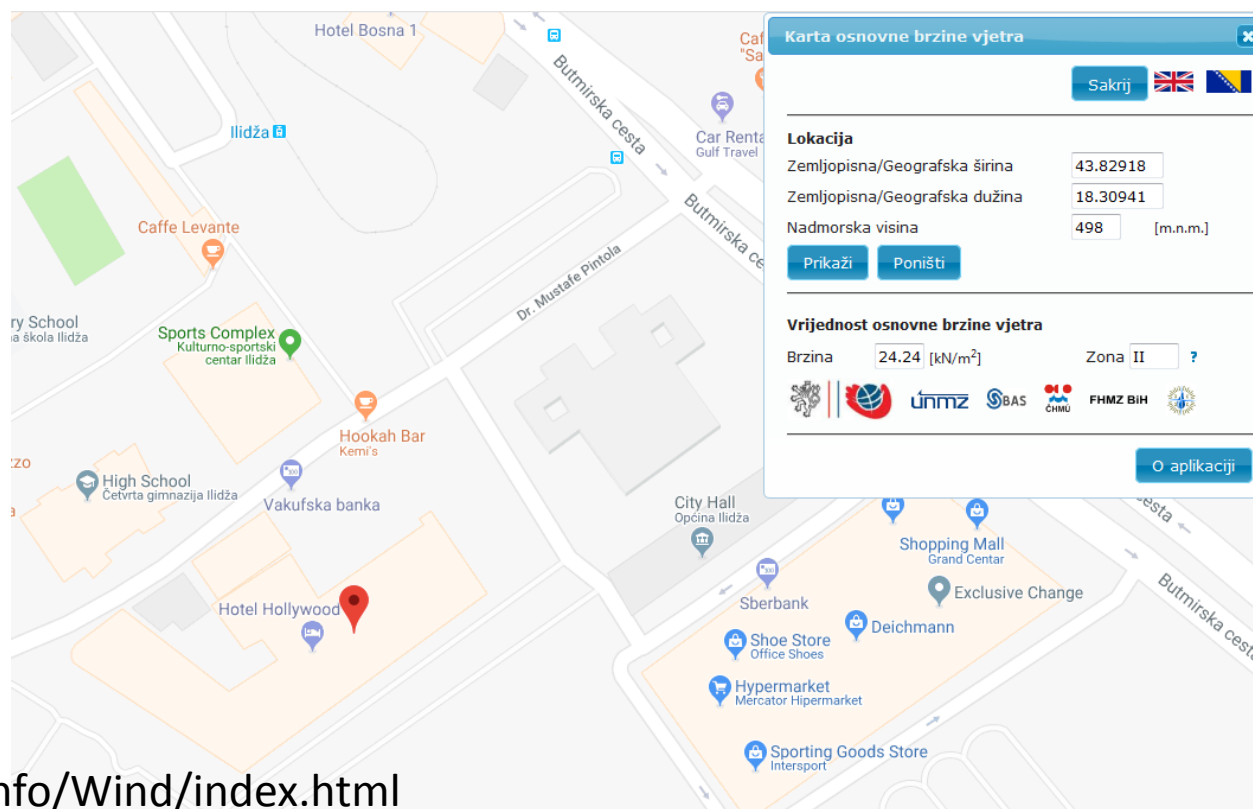 Hotel Bosna 1
Butmirska cesta
Ilidža
Car Renta
Gulf Travel
Caf
"Sa
Caffe Levante
Butmirska ce
Dr. Mustafe Pintola
ry School
a škola Ilidža
Sports Complex
Kulturno-sportski
centar Ilidža
Hookah Bar
Kemi's
zo
High School
Četvrta gimnazija Ilidža
Vakufska banka
City Hall
Općina Ilidža
Hotel Hollywood
Shopping Mall
Grand Centar
Exclusive Change
Sberbank
Deichmann
Shoe Store
Office Shoes
Hypermarket
Mercator Hipermarket
Sporting Goods Store
Intersport
cesta
Butmirska cesta
Karta osnovne brzine vjetra
Sakrij
Lokacija
Zemljopisna/Geografska širina 43.82918
Zemljopisna/Geografska dužina 18.30941
Nadmorska visina 498 [m.n.m.]
Prikaži Poništi
Vrijednost osnovne brzine vjetra
Brzina 24.24 [kN/m²] Zona II ?
únmz SBAS ČHMÚ FHMZ BiH
O aplikaciji
nfo/Wind/index.html